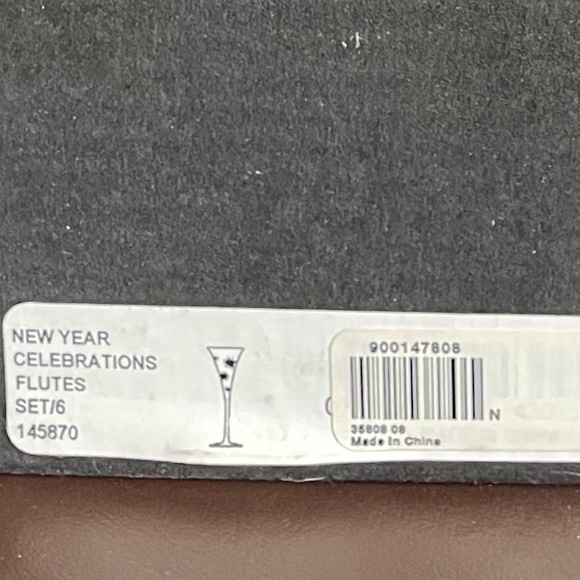 NEW YEAR
CELEBRATIONS
FLUTES
SET/6
145870
900147808
N
35808 08
Made In China